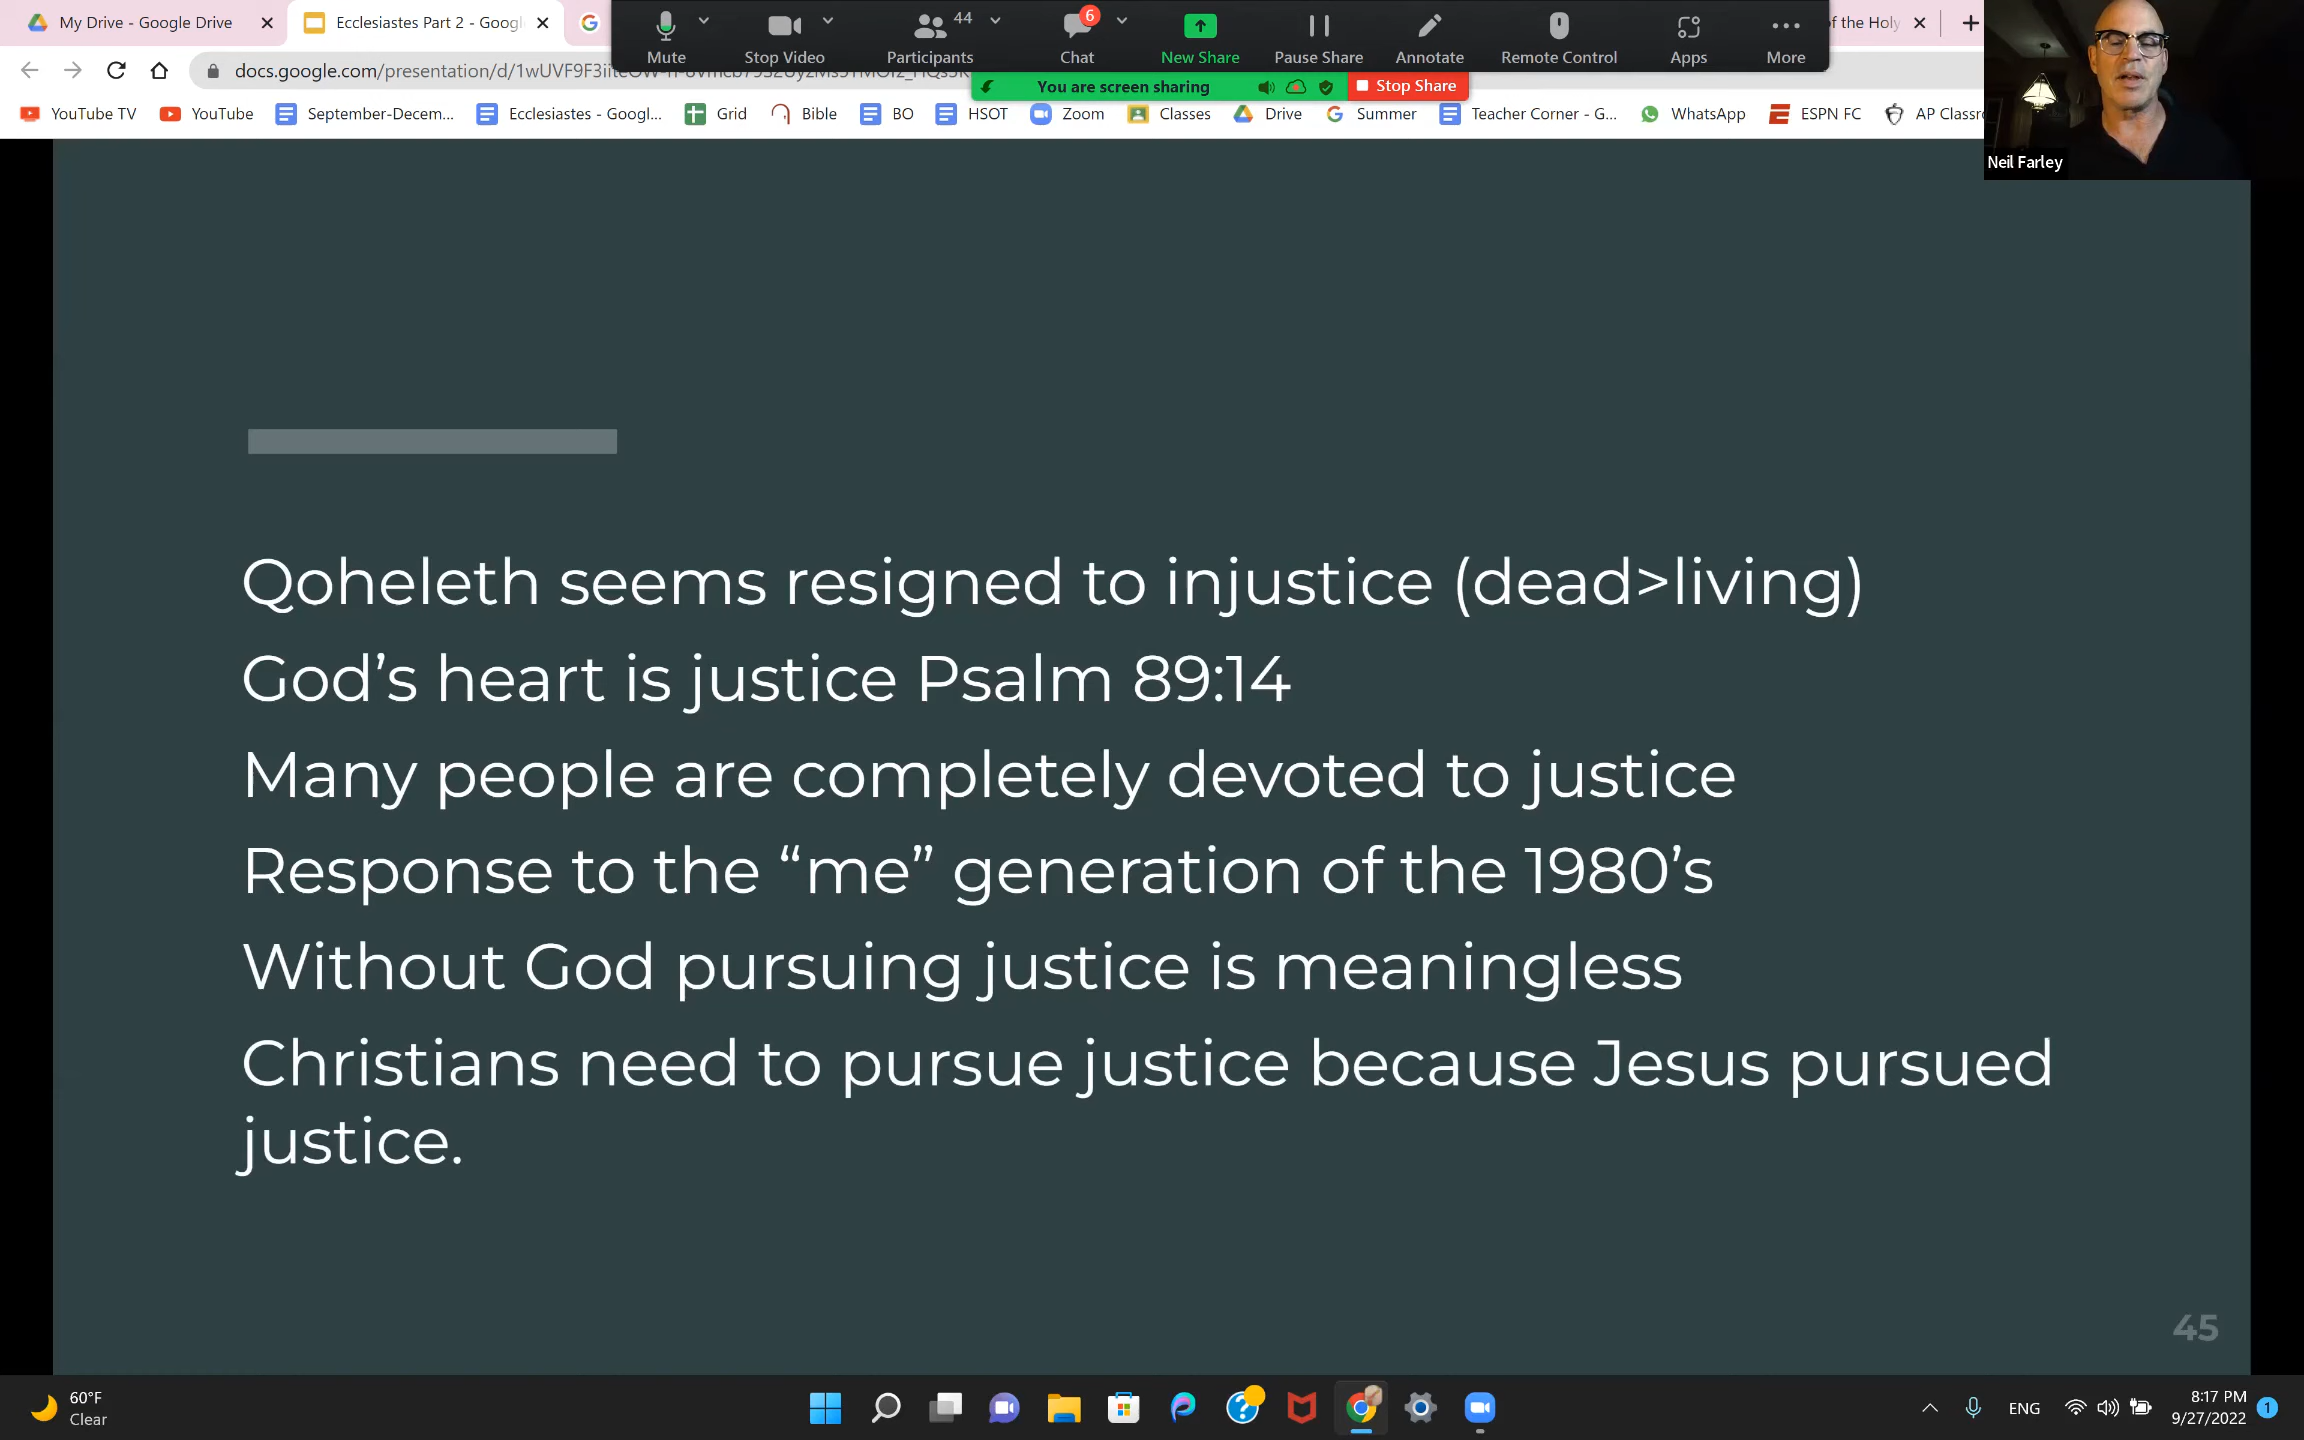 My Drive - Google Drive
Ecclesiastes Part 2 - Googl
Mute
Stop Video
44
Participants
6
Chat
New Share
Pause Share
Annotate
Remote Control
Apps
More
of the Holy
docs.google.com/presentation/d/
You are screen sharing
Stop Share
YouTube TV
YouTube
September-Decem...
Ecclesiastes - Googl...
Grid
Bible
BO
HSOT
Zoom
Classes
Drive
Summer
Teacher Corner - G...
WhatsApp
ESPN FC
AP Classr
Neil Farley
Qoheleth seems resigned to injustice (dead>living)
God’s heart is justice Psalm 89:14
Many people are completely devoted to justice
Response to the “me” generation of the 1980’s
Without God pursuing justice is meaningless
Christians need to pursue justice because Jesus pursued
justice.
45
60°F
Clear
ENG
8:17 PM
9/27/2022
1